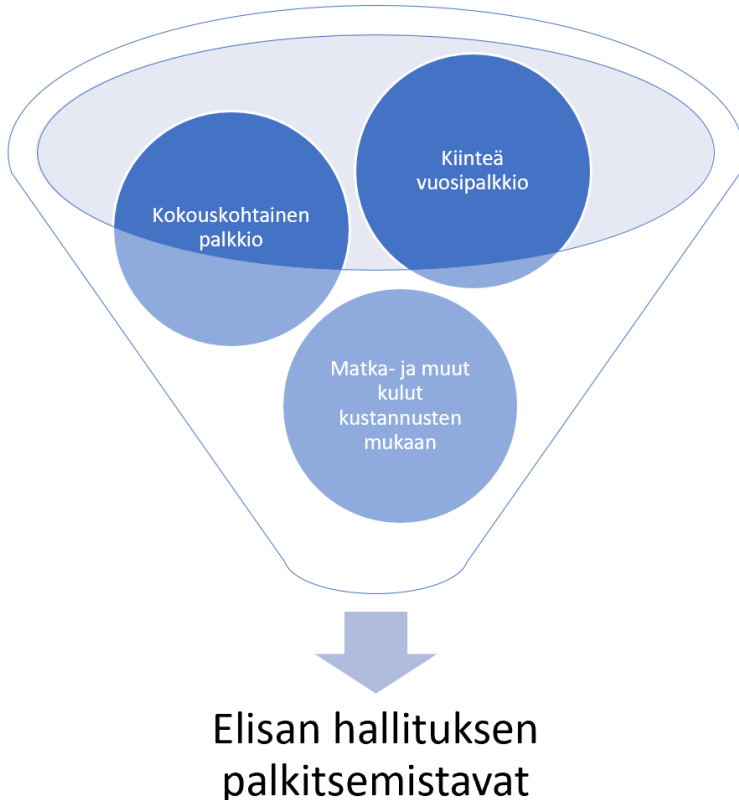 Kiinteä
vuosipalkkio
Kokouskohtainen
palkkio
Matka- ja muut
kulut
kustannusten
mukaan
Elisan hallituksen
palkitsemistavat